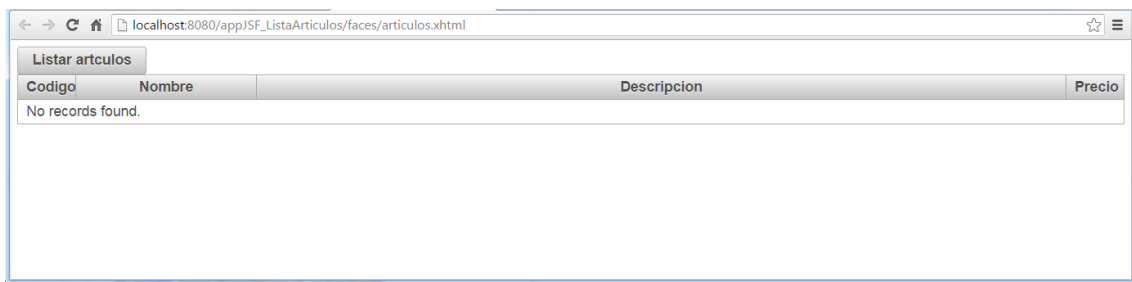 localhost:8080/appJSF_ListaArticulos/faces/articulos.xhtml
Listar artculos
Codigo Nombre Descripcion Precio
No records found.